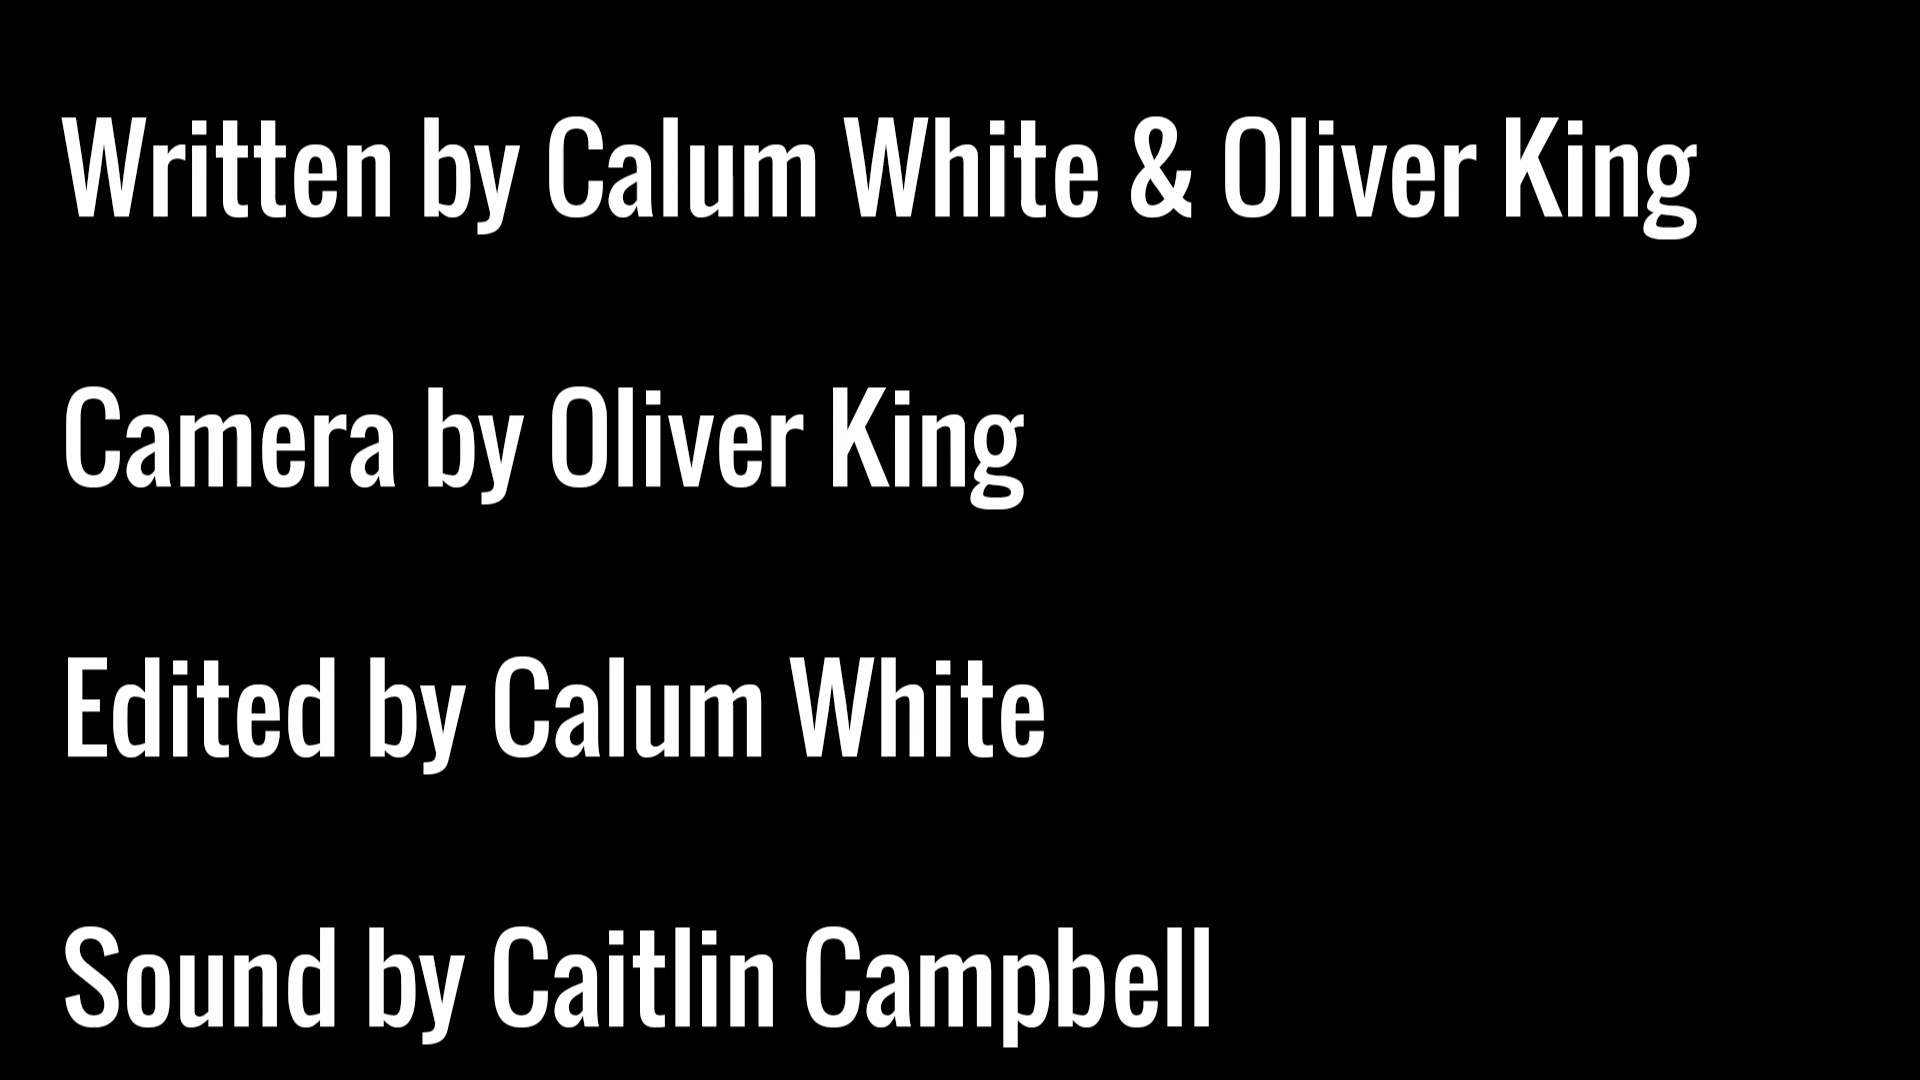 Written by Calum White & Oliver King
Camera by Oliver King
Edited by Calum White
Sound by Caitlin Campbell